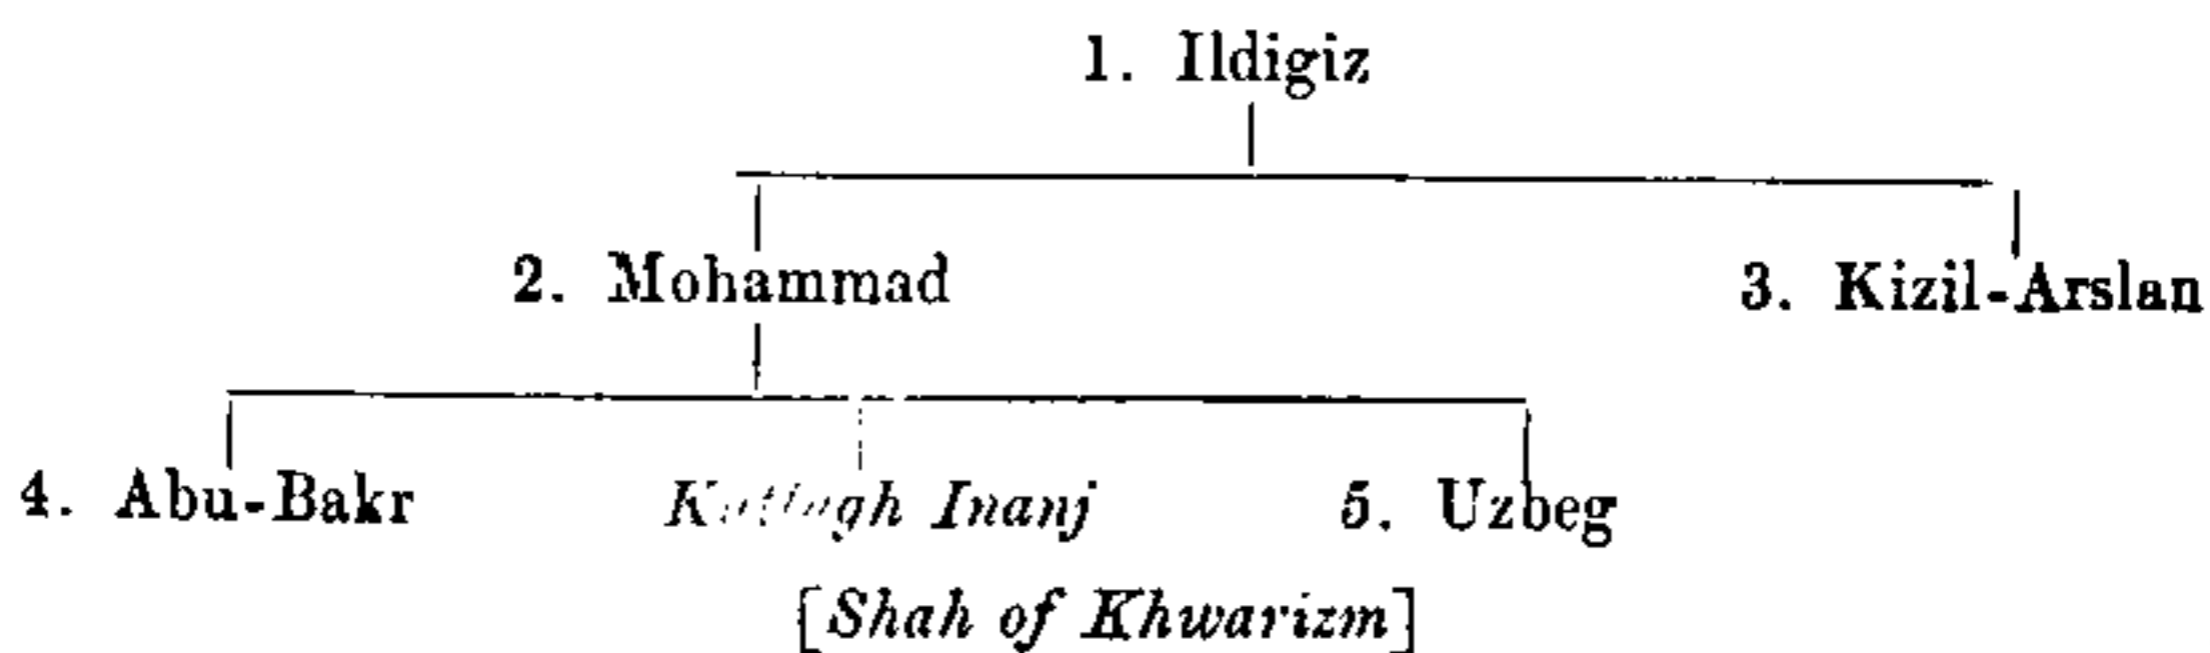 1. Ildigiz
2. Mohammad 3. Kizil-Arslan
4. Abu-Bakr Inanj 5. Uzbeg
[Shah of Khwarizm]